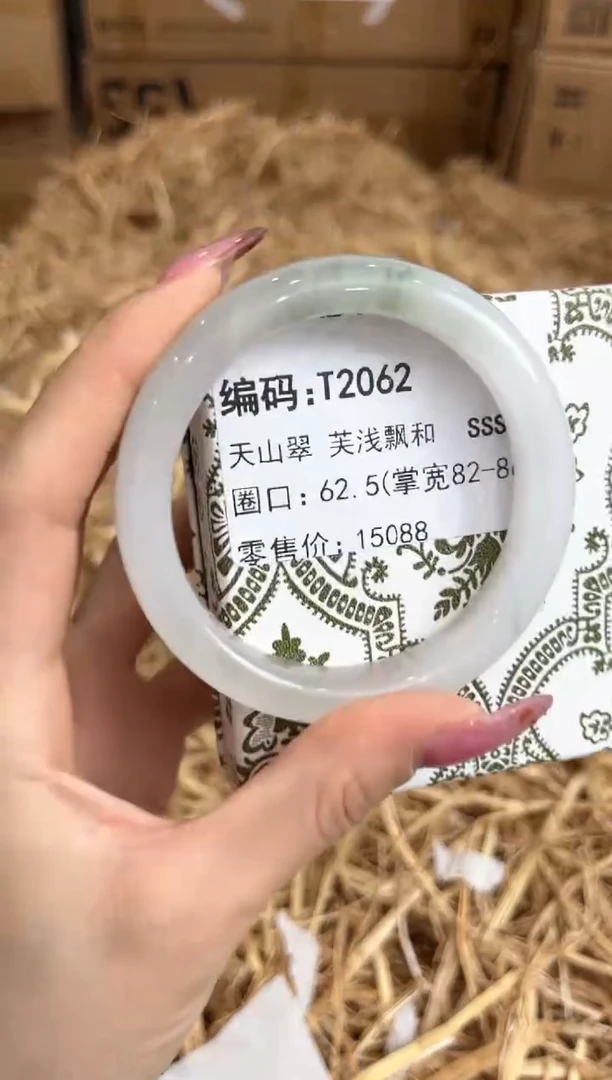 编码:T2062
天山翠 芙浅飘和 SSS
圈口: 62.5(掌宽82-8
零售价: 15088